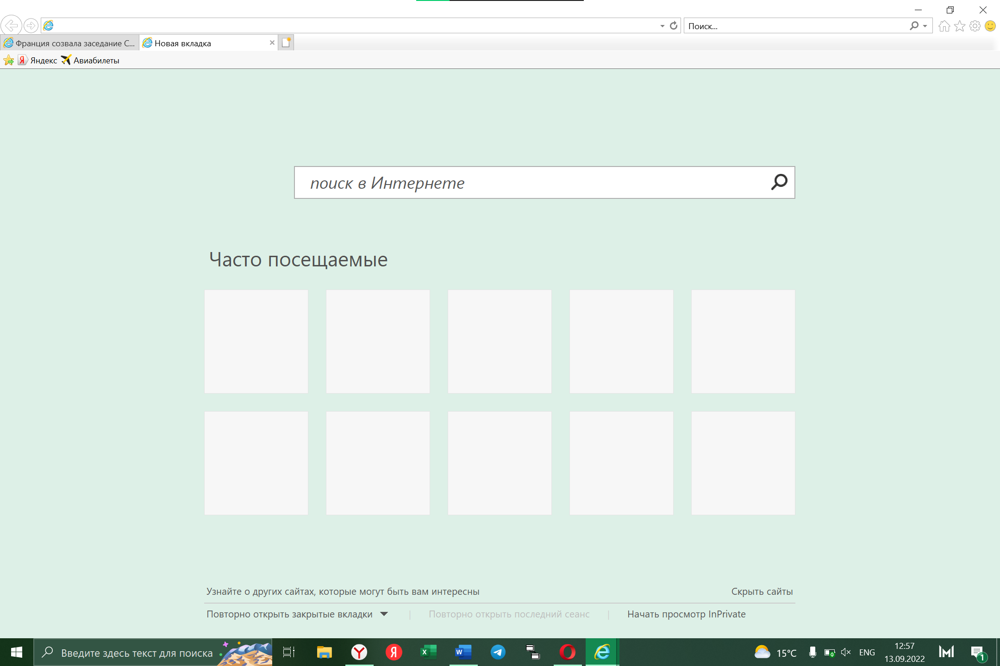 Поиск...
Франция созвала заседание С...
Новая вкладка
Яндекс
Авиабилеты
поиск в Интернете
Часто посещаемые
Узнайте о других сайтах, которые могут быть вам интересны
Скрыть сайты
Повторно открыть закрытые вкладки
Повторно открыть последний сеанс
Начать просмотр InPrivate
Введите здесь текст для поиска
15°C
ENG
12:57
13.09.2022
1